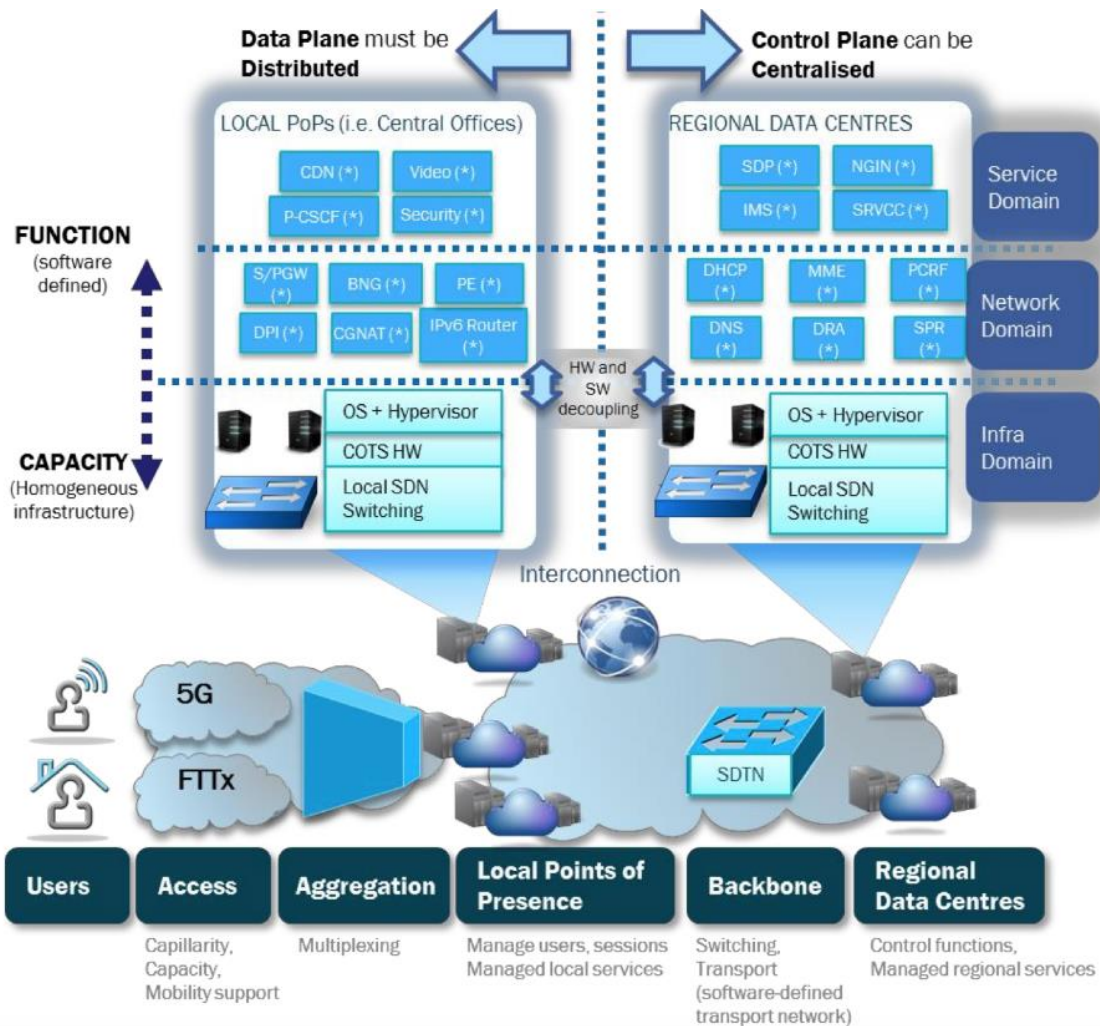 Data Plane must be
Distributed
Control Plane can be
Centralised
LOCAL PoPs (i.e. Central Offices)
CDN (*)
Video (*)
P-CSCF (*)
Security (*)
REGIONAL DATA CENTRES
SDP (*)
NGIN (*)
IMS (*)
SRVCC (*)
Service
Domain
FUNCTION
(software
defined)
S/PGW
(*)
BNG (*)
PE (*)
DPI (*)
CGNAT (*)
IPv6 Router
(*)
DHCP
(*)
MME
(*)
PCRF
(*)
DNS
(*)
DRA
(*)
SPR
(*)
Network
Domain
HW and
SW
decoupling
CAPACITY
(Homogeneous
infrastructure)
OS + Hypervisor
COTS HW
Local SDN
Switching
OS + Hypervisor
COTS HW
Local SDN
Switching
Infra
Domain
Interconnection
5G
FTTx
SDTN
Users
Access
Capillarity,
Capacity,
Mobility support
Aggregation
Multiplexing
Local Points of
Presence
Manage users, sessions
Managed local services
Backbone
Switching,
Transport
(software-defined
transport network)
Regional
Data Centres
Control functions,
Managed regional services